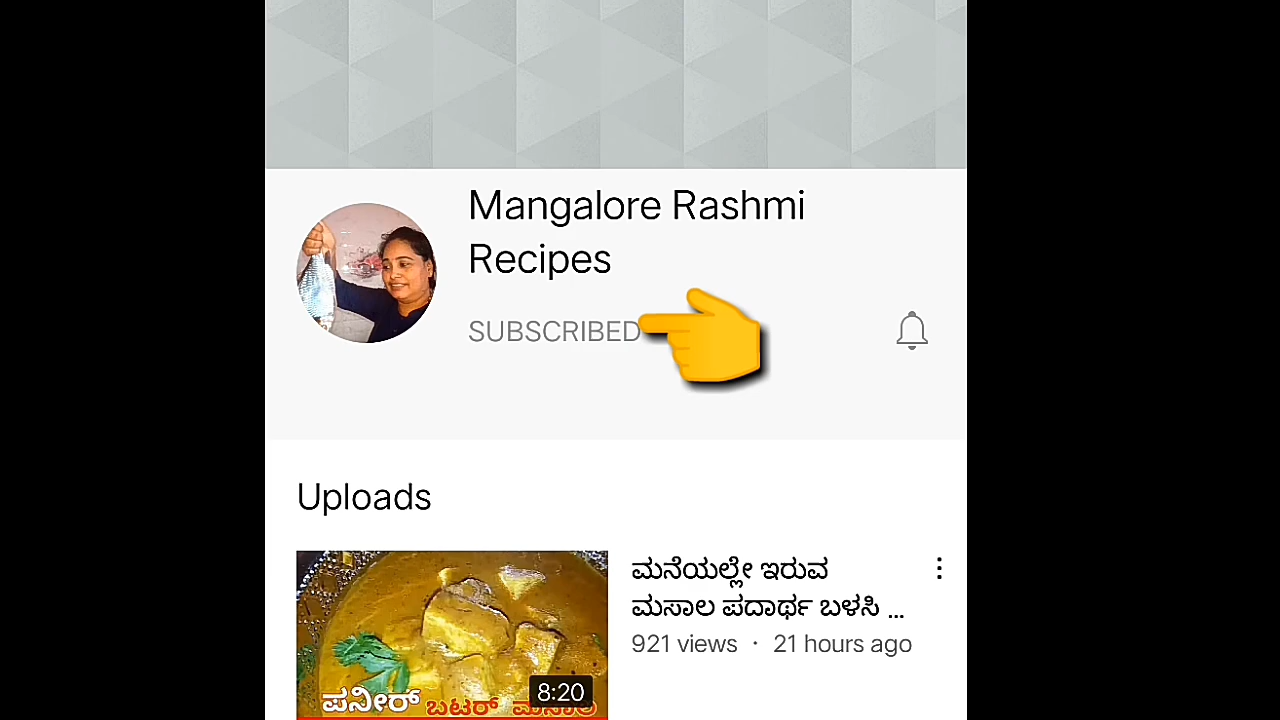 Mangalore Rashmi
Recipes
SUBSCRIBED
Uploads
ಮನೆಯಲ್ಲೇ ಇರುವ
ಮಸಾಲ ಪದಾರ್ಥ ಬಳಸಿ ...
921 views · 21 hours ago
8:20
ಪನೀರ್ ಬಟರ್ ಮಸಾಲ